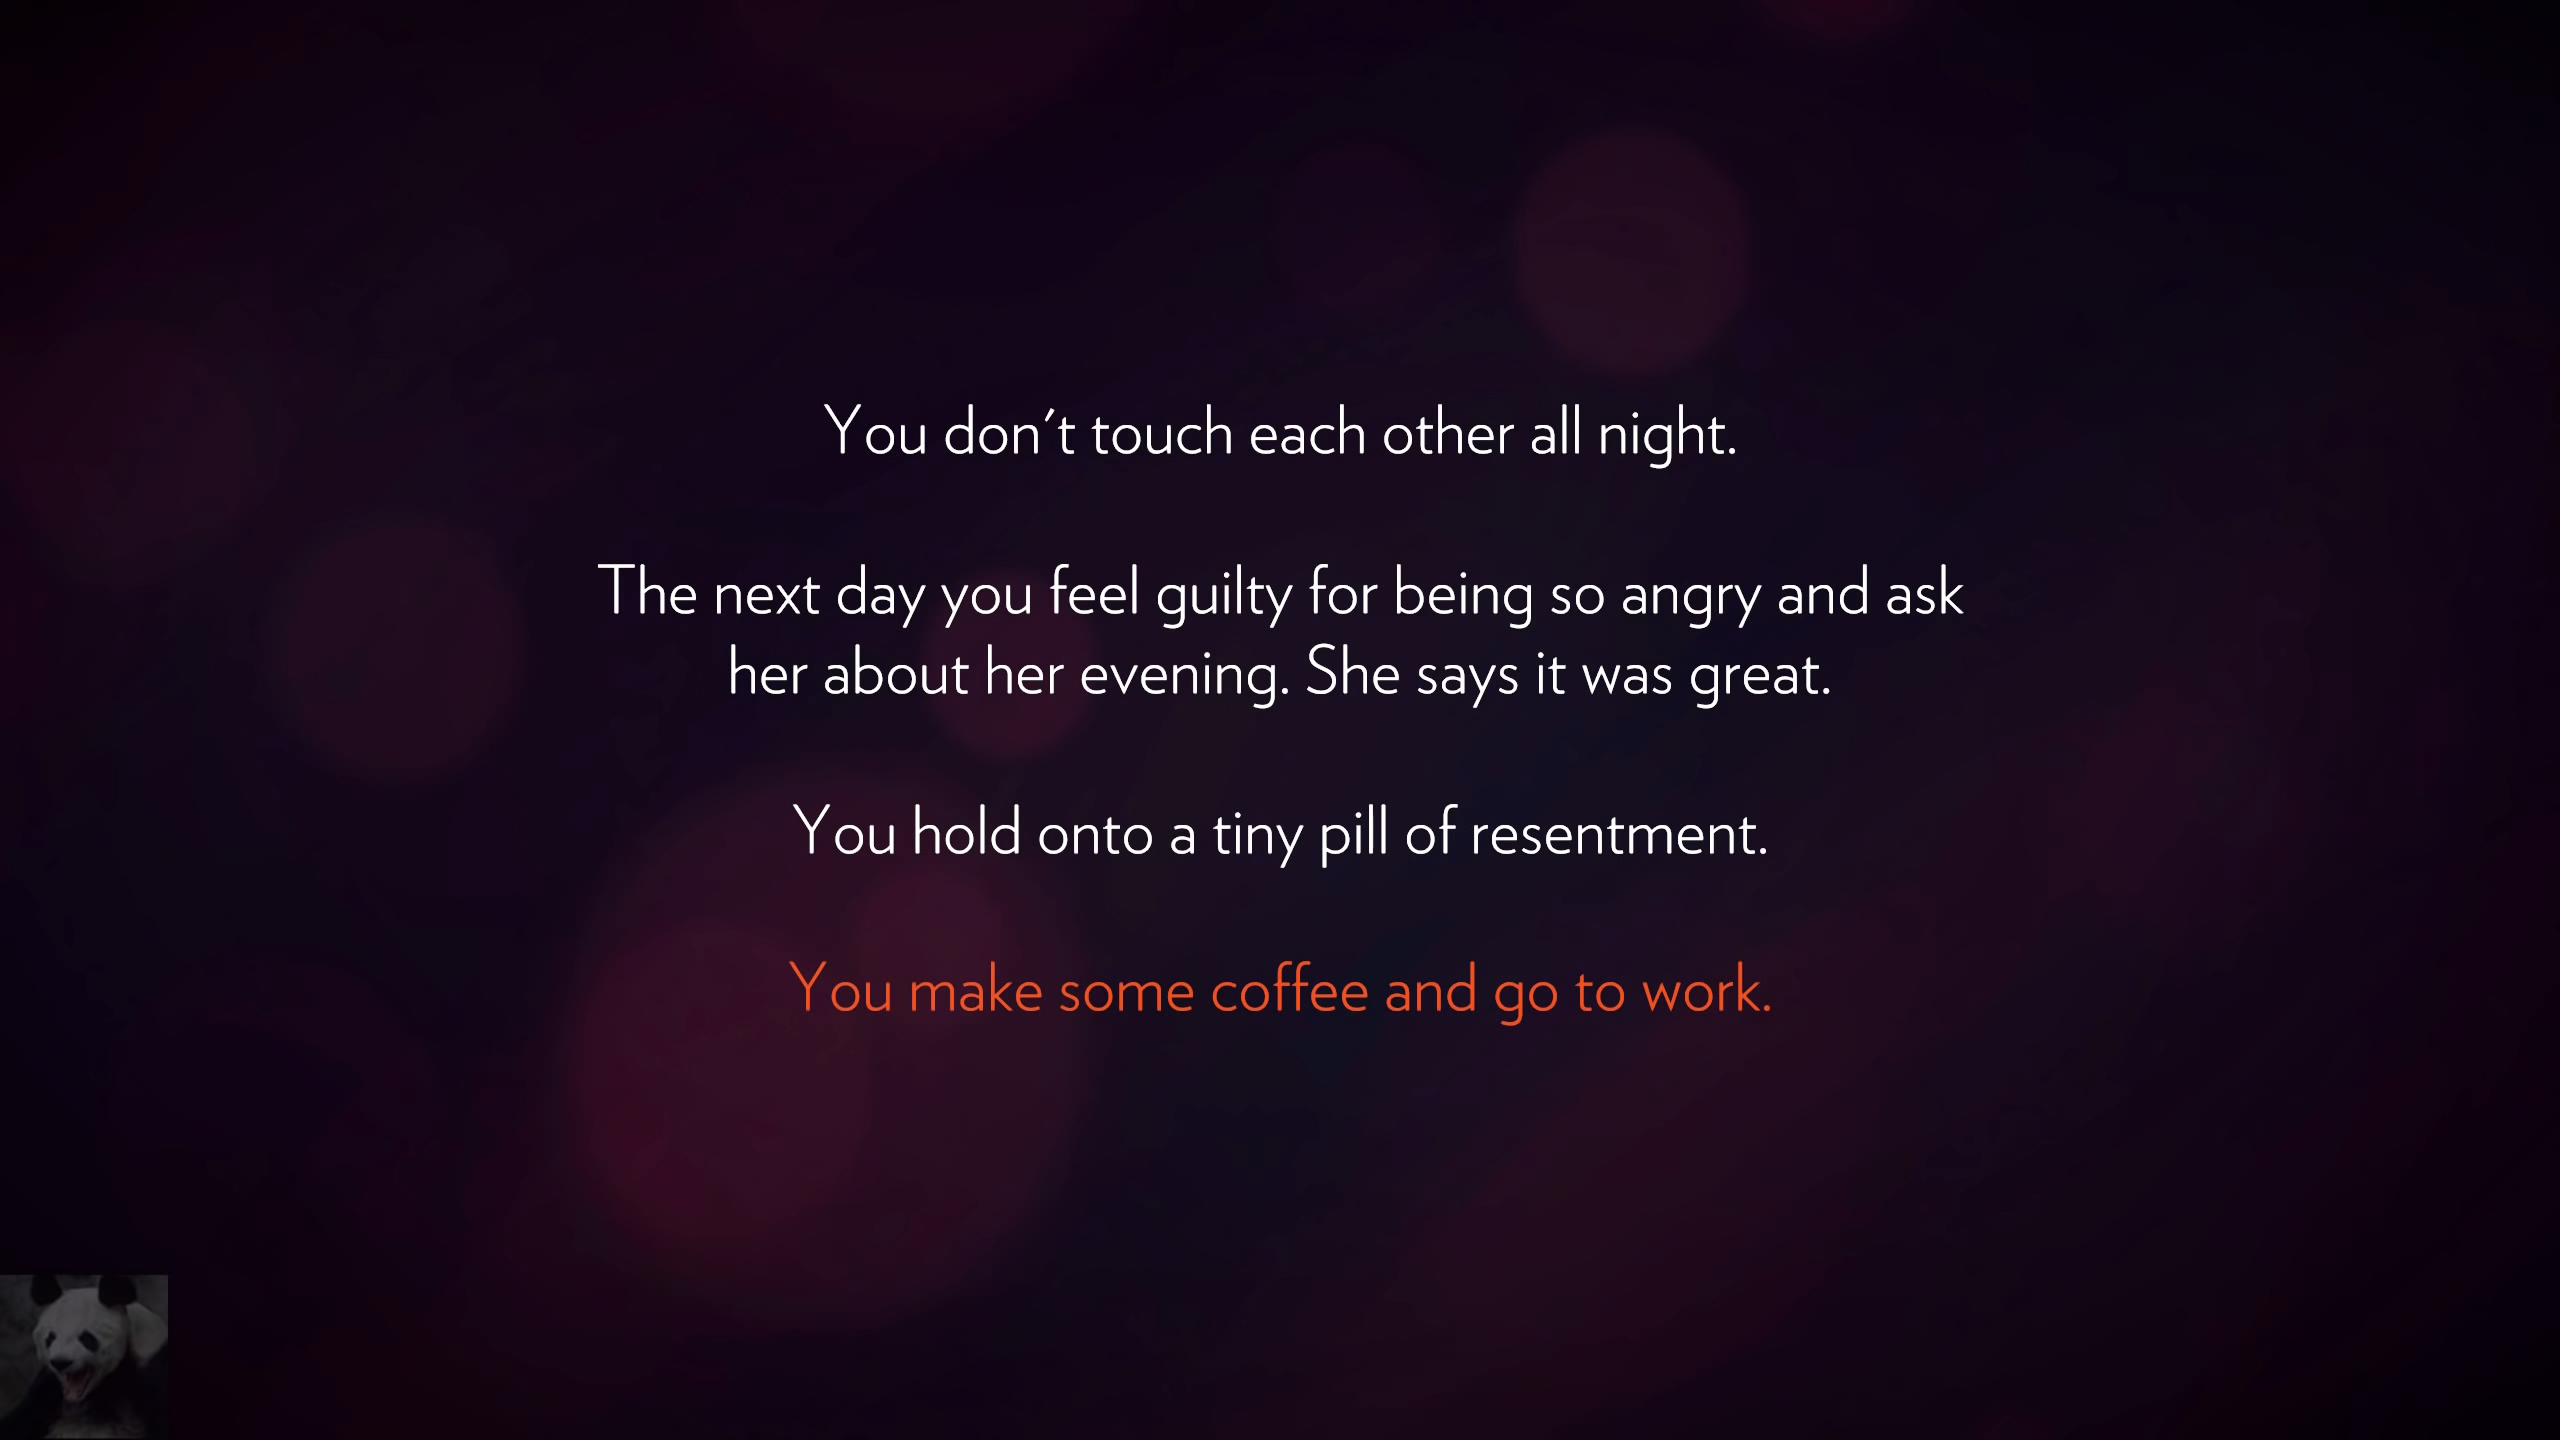 You don't touch each other all night.
The next day you feel guilty for being so angry and ask
her about her evening. She says it was great.
You hold onto a tiny pill of resentment.
You make some coffee and go to work.